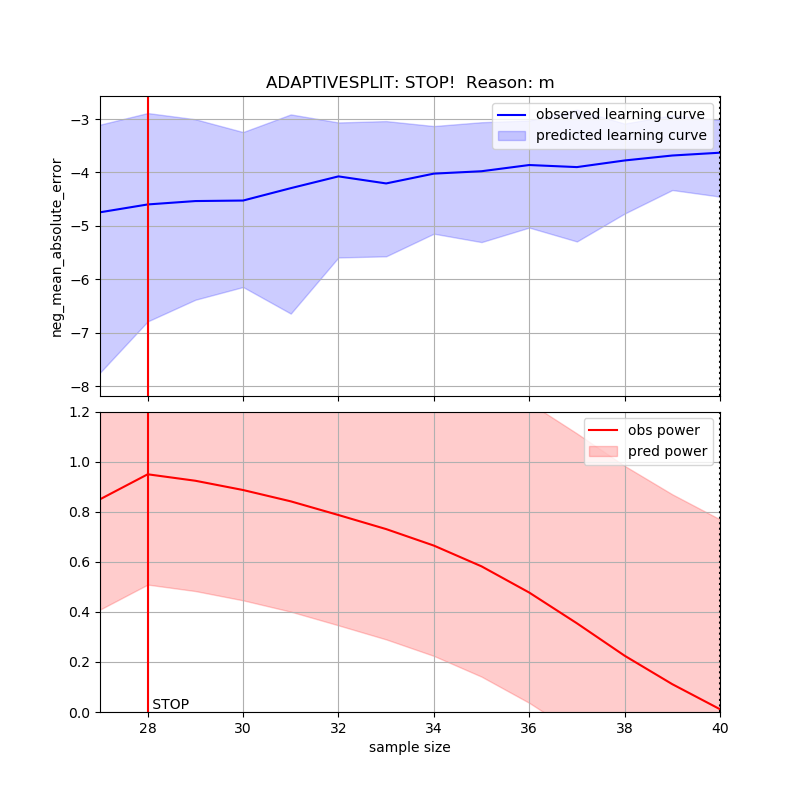 ADAPTIVESPLIT: STOP!  Reason: m
observed learning curve
predicted learning curve
neg_mean_absolute_error
−3
−4
−5
−6
−7
−8
obs power
pred power
1.2
1.0
0.8
0.6
0.4
0.2
0.0
STOP
28
30
32
34
36
38
40
sample size